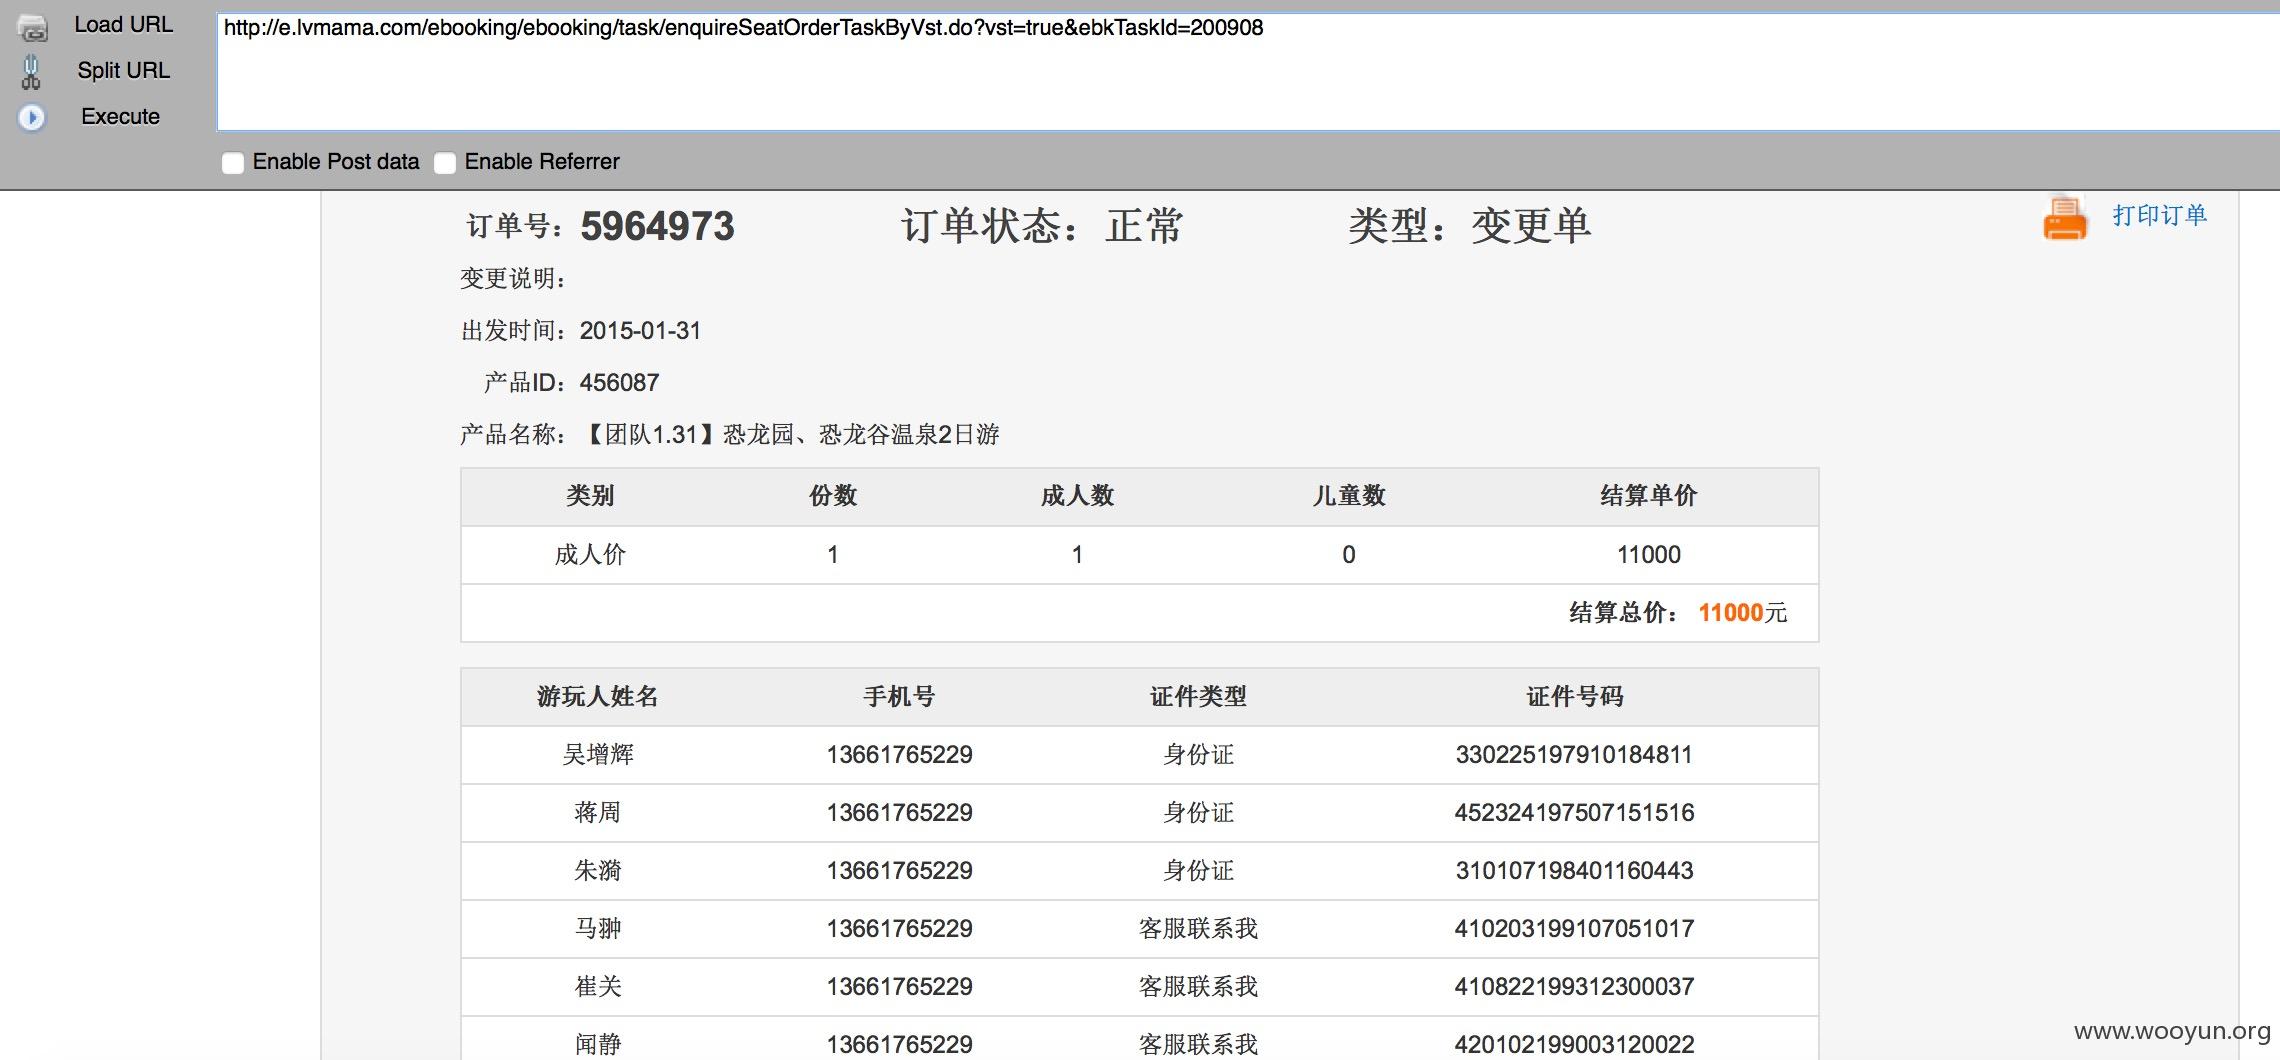 Load URL
http://e.lvmama.com/ebooking/ebooking/task/enquireSeatOrderTaskByVst.do?vst=true&ebkTaskId=200908
Split URL
Execute
Enable Post data Enable Referrer
订单号：5964973 订单状态：正常 类型：变更单 打印订单
变更说明：
出发时间：2015-01-31
产品ID：456087
产品名称：【团队1.31】恐龙园、恐龙谷温泉2日游
类别 份数 成人数 儿童数 结算单价
成人价 1 1 0 11000
结算总价：11000元
游玩人姓名 手机号 证件类型 证件号码
吴增辉 13661765229 身份证 330225197910184811
蒋周 13661765229 身份证 452324197507151516
朱漪 13661765229 身份证 310107198401160443
马翀 13661765229 客服联系我 410203199107051017
崔关 13661765229 客服联系我 410822199312300037
闻静 13661765229 客服联系我 420102199003120022
www.wooyun.org